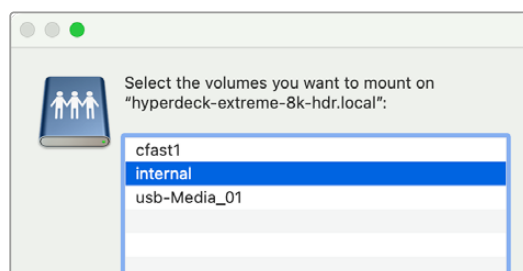 Select the volumes you want to mount on
“hyperdeck-extreme-8k-hdr.local”:
cfast1
internal
usb-Media_01